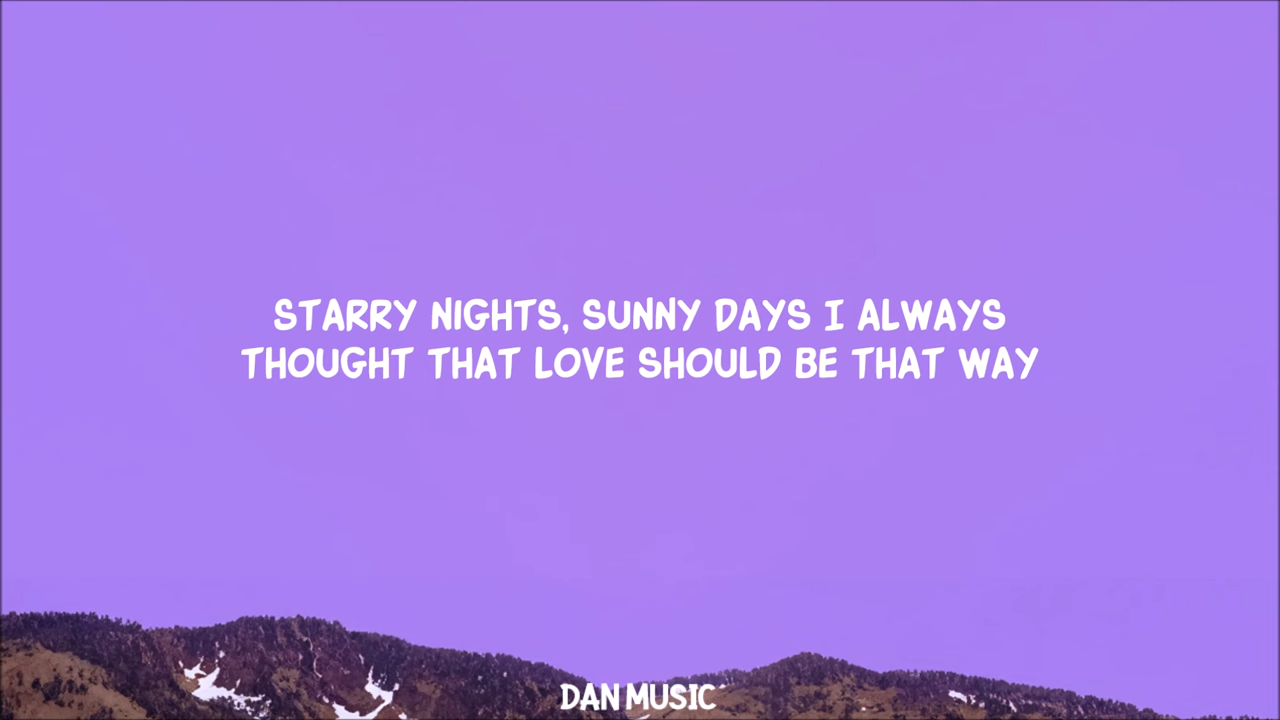 STARRY NIGHTS, SUNNY DAYS I ALWAYS
THOUGHT THAT LOVE SHOULD BE THAT WAY
DAN MUSIC